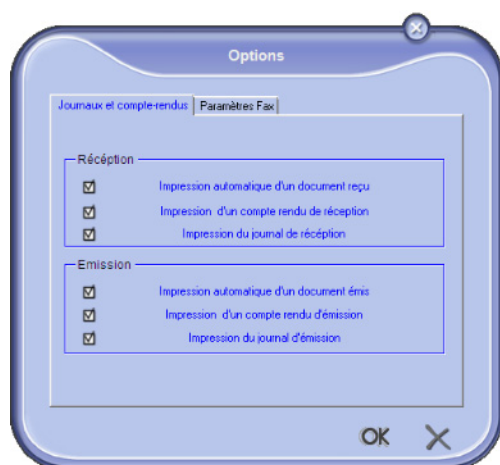 Options
Journaux et compte-rendus Paramètres Fax
Récéption
Impression automatique d'un document reçu
Impression d'un compte rendu de réception
Impression du journal de récéption
Emission
Impression automatique d'un document émis
Impression d'un compte rendu d'émission
Impression du journal d'émission
OK